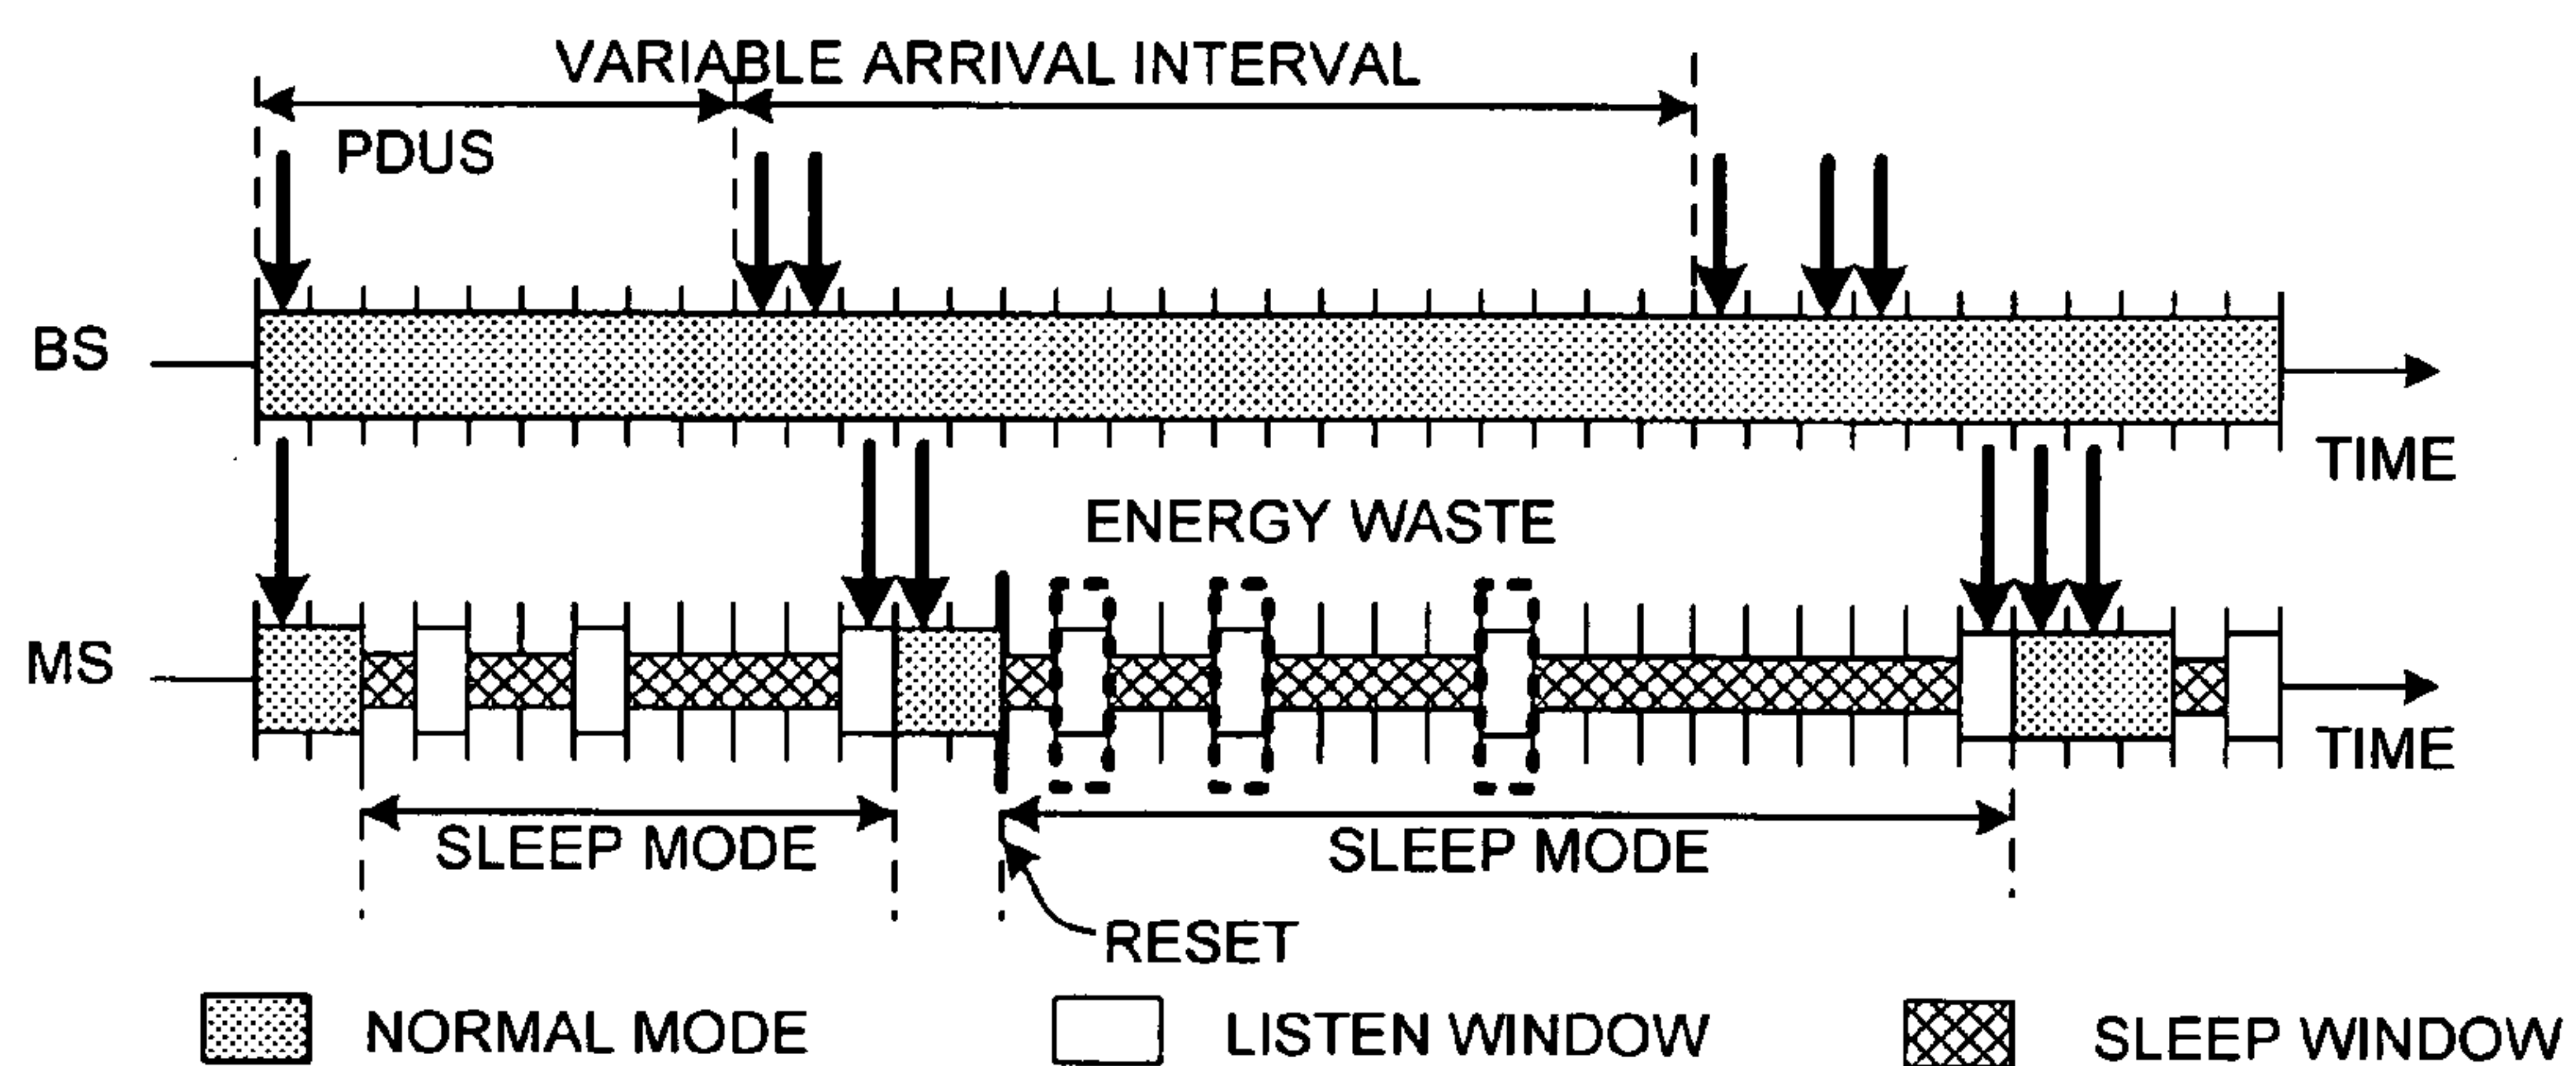 VARIABLE ARRIVAL INTERVAL
PDUS
BS
TIME
ENERGY WASTE
MS
TIME
SLEEP MODE
SLEEP MODE
RESET
NORMAL MODE
LISTEN WINDOW
SLEEP WINDOW